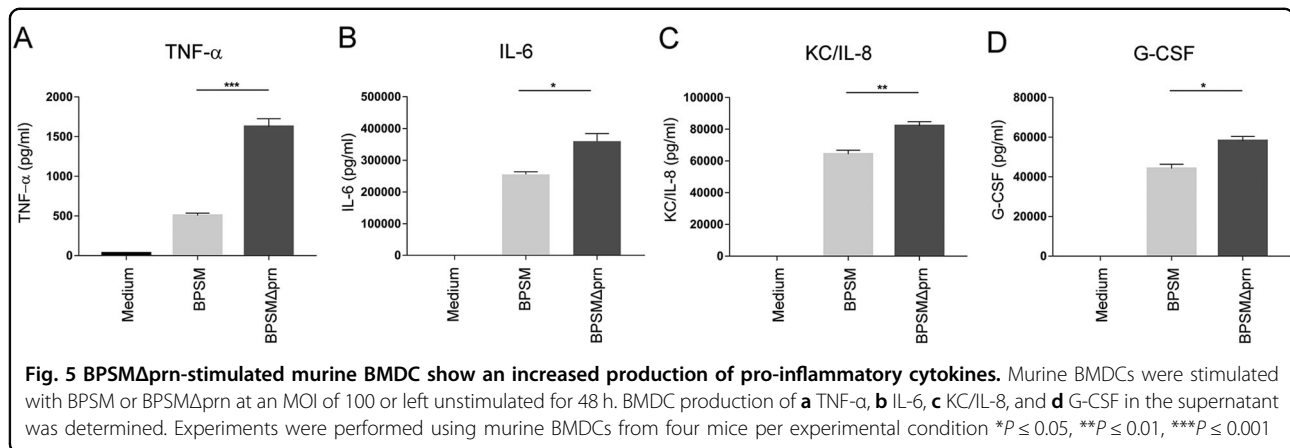 A
TNF-α
***
TNF-α (pg/ml)
2000
1500
1000
500
0
Medium
BPSM
BPSMΔprn
B
IL-6
*
IL-6 (pg/ml)
500000
400000
300000
200000
100000
0
Medium
BPSM
BPSMΔprn
C
KC/IL-8
**
KC/IL-8 (pg/ml)
100000
80000
60000
40000
20000
0
Medium
BPSM
BPSMΔprn
D
G-CSF
*
G-CSF (pg/ml)
80000
60000
40000
20000
0
Medium
BPSM
BPSMΔprn
Fig. 5 BPSMΔprn-stimulated murine BMDC show an increased production of pro-inflammatory cytokines. Murine BMDCs were stimulated
with BPSM or BPSMΔprn at an MOI of 100 or left unstimulated for 48 h. BMDC production of a TNF-α, b IL-6, c KC/IL-8, and d G-CSF in the supernatant
was determined. Experiments were performed using murine BMDCs from four mice per experimental condition *P ≤ 0.05, **P ≤ 0.01, ***P ≤ 0.001